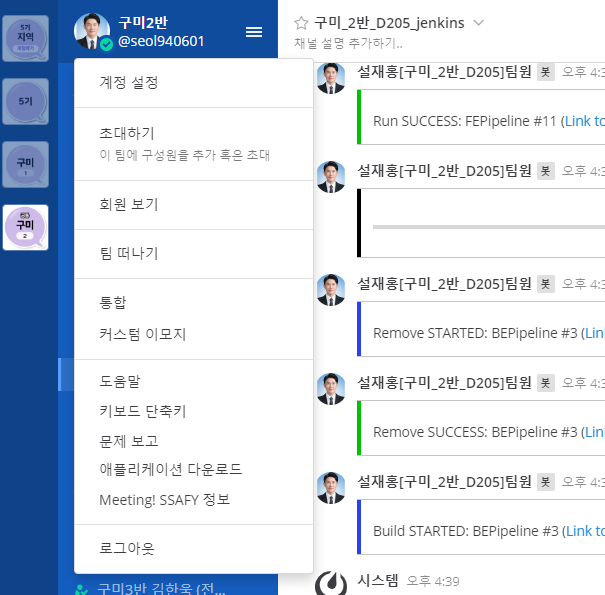 5기
지역
5기
구미
1
구미
2
구미2반
@seol940601
계정 설정
초대하기
이 팀에 구성원을 추가 혹은 초대
회원 보기
팀 떠나기
통합
커스텀 이모지
도움말
키보드 단축키
문제 보고
애플리케이션 다운로드
Meeting! SSAFY 정보
로그아웃
구미3반 김한욱 (전...
구미_2반_D205_jenkins
채널 설명 추가하기..
설재홍[구미_2반_D205]팀원 봇 오후 4:3
Run SUCCESS: FEPipeline #11 (Link to
설재홍[구미_2반_D205]팀원 봇 오후 4:3
설재홍[구미_2반_D205]팀원 봇 오후 4:3
Remove STARTED: BEPipeline #3 (Lin
설재홍[구미_2반_D205]팀원 봇 오후 4:3
Remove SUCCESS: BEPipeline #3 (Lin
설재홍[구미_2반_D205]팀원 봇 오후 4:3
Build STARTED: BEPipeline #3 (Link to
시스템 오후 4:39